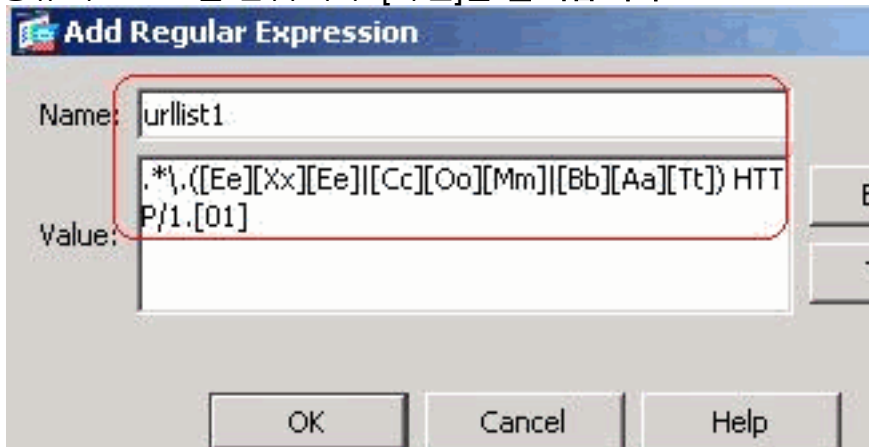 Add Regular Expression
Name: urllist1
Value: .*\.([Ee][Xx][Ee]|[Cc][Oo][Mm]|[Bb][Aa][Tt]) HTT
P/1.[01]
OK Cancel Help